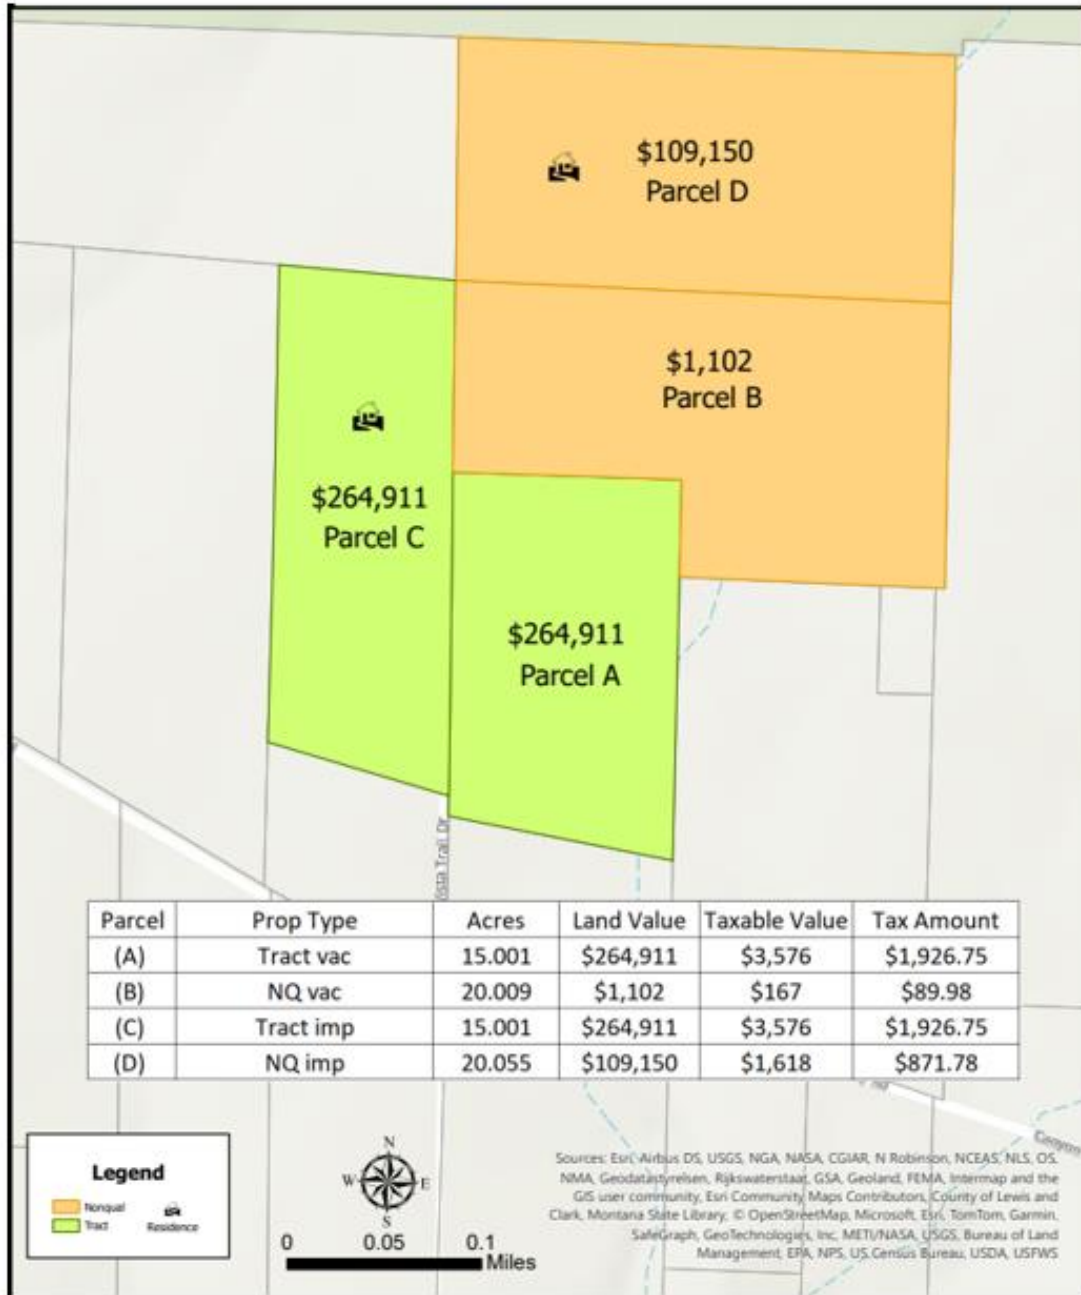 $109,150
Parcel D
$1,102
Parcel B
$264,911
Parcel C
$264,911
Parcel A
Trail Dr
Parcel Prop Type Acres Land Value Taxable Value Tax Amount
(A) Tract vac 15.001 $264,911 $3,576 $1,926.75
(B) NQ vac 20.009 $1,102 $167 $89.98
(C) Tract imp 15.001 $264,911 $3,576 $1,926.75
(D) NQ imp 20.055 $109,150 $1,618 $871.78
Legend
Nonqual
Tract
Residence
N
W E
S
0 0.05 0.1
Miles
Sources: Esri, Airbus DS, USGS, NGA, NASA, CGIAR, N Robinson, NCEAS, NLS, OS,
NMA, Geodatastyrelsen, Rijkswaterstaat, GSA, Geoland, FEMA, Intermap and the
GIS user community, Esri Community Maps Contributors, County of Lewis and
Clark, Montana State Library, © OpenStreetMap, Microsoft, Esri, TomTom, Garmin,
SafeGraph, GeoTechnologies, Inc, METI/NASA, USGS, Bureau of Land
Management, EPA, NPS, US Census Bureau, USDA, USFWS